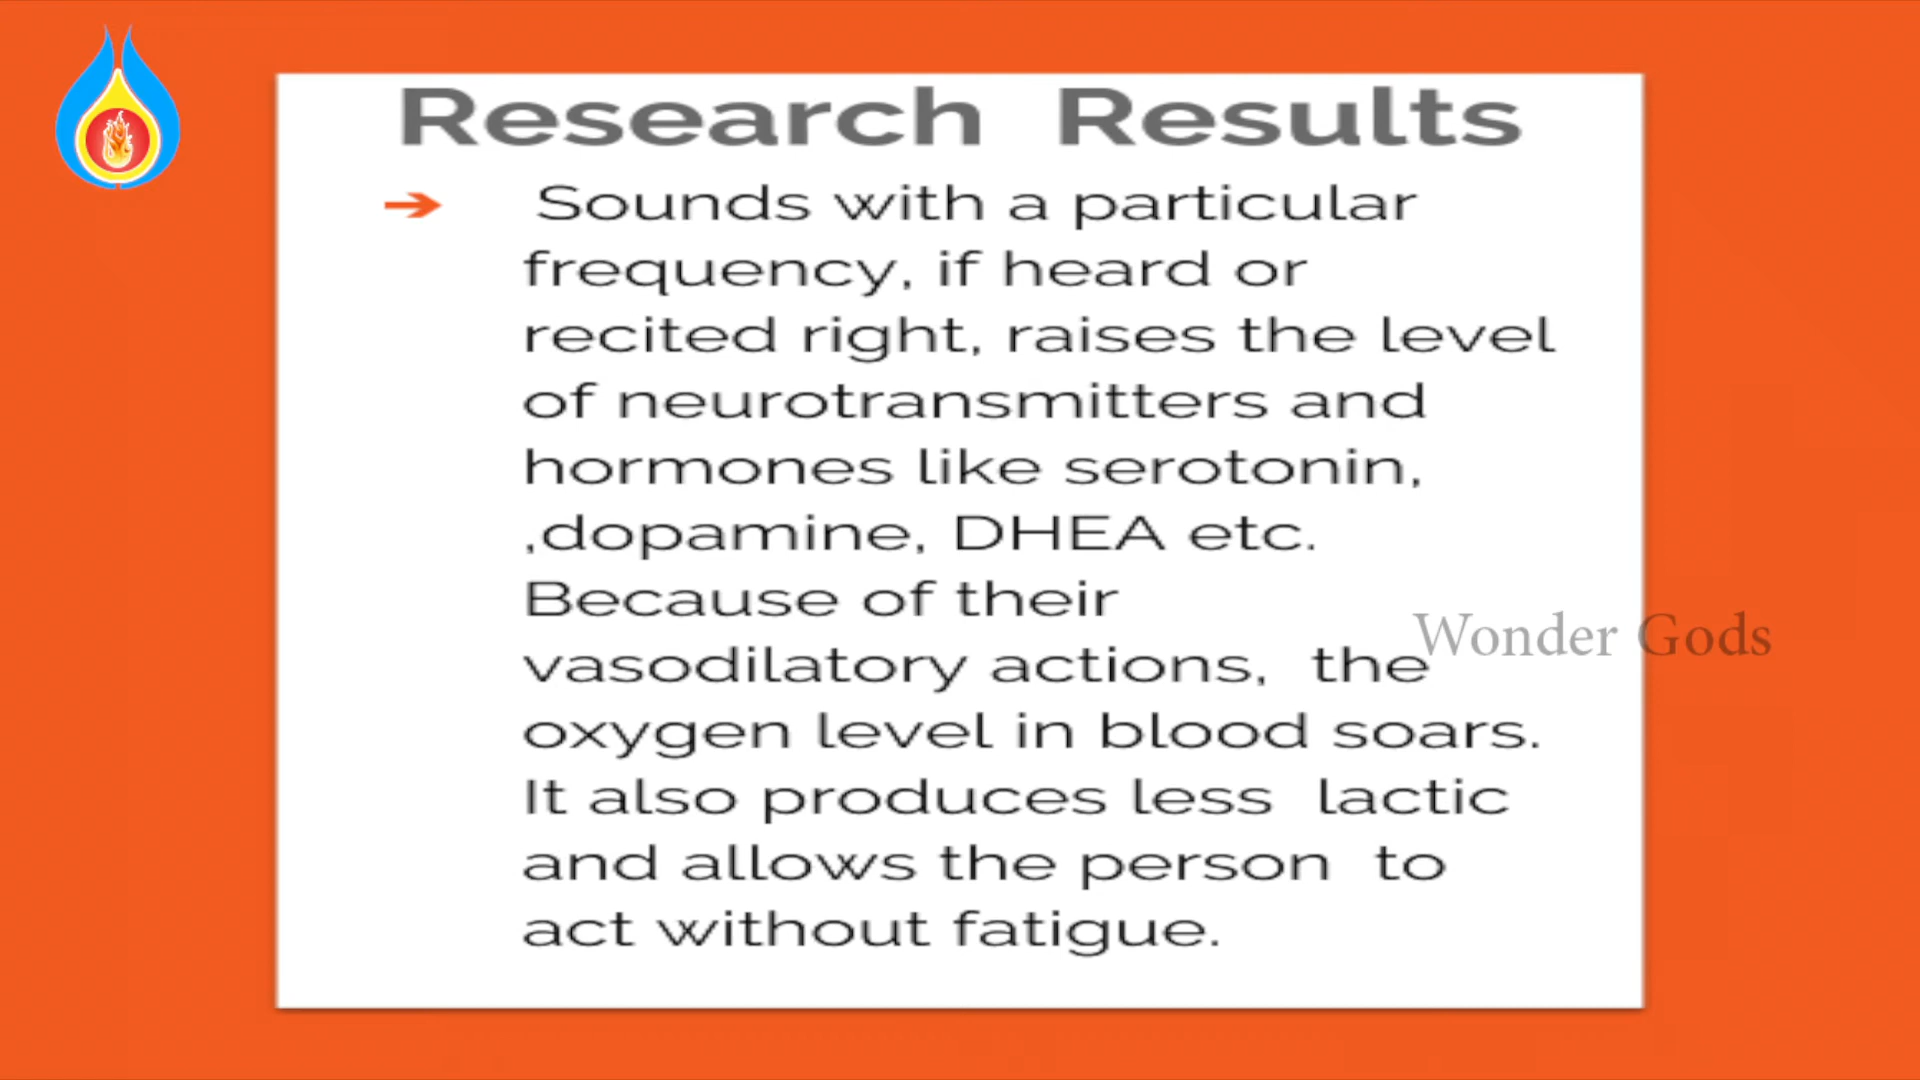 Research Results
➔ Sounds with a particular
frequency, if heard or
recited right, raises the level
of neurotransmitters and
hormones like serotonin,
,dopamine, DHEA etc.
Because of their
vasodilatory actions, the
oxygen level in blood soars.
It also produces less lactic
and allows the person to
act without fatigue.
Wonder Gods